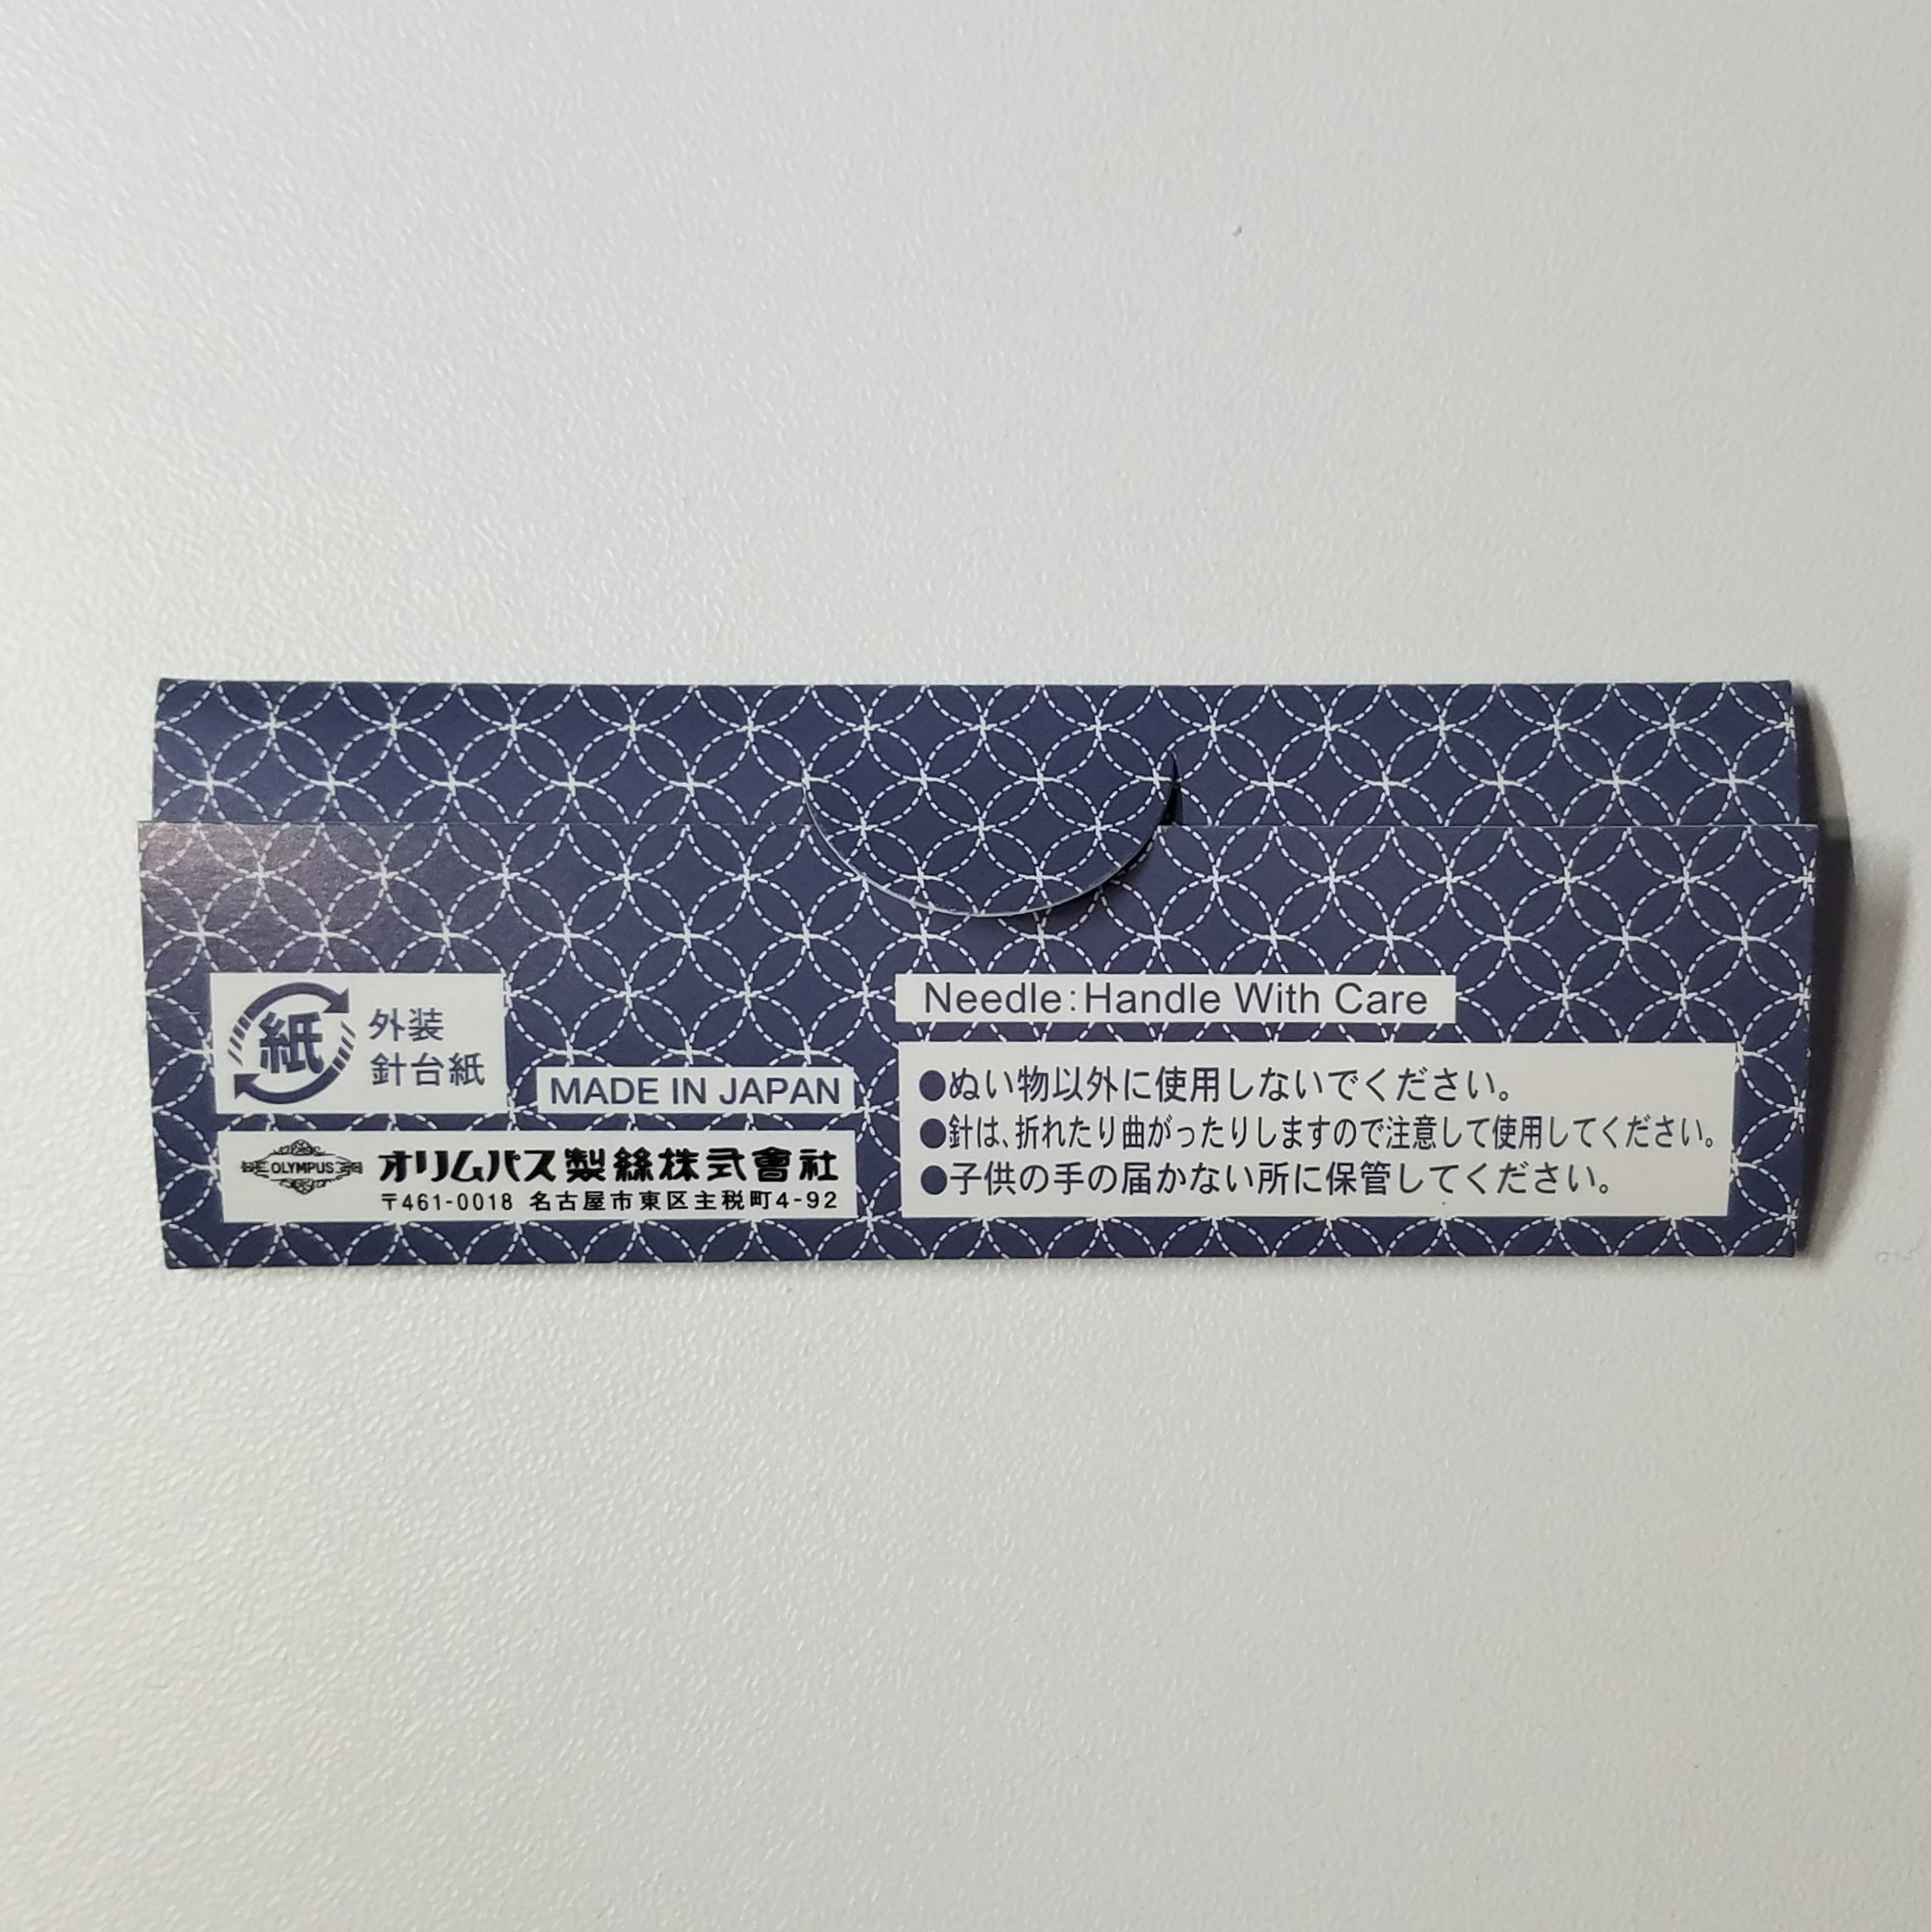 紙
外装
針台紙
MADE IN JAPAN
OLYMPUS
オリムパス製絲株式會社
〒461-0018 名古屋市東区主税町4-92
Needle:Handle With Care
●ぬい物以外に使用しないでください。
●針は、折れたり曲がったりしますので注意して使用してください。
●子供の手の届かない所に保管してください。